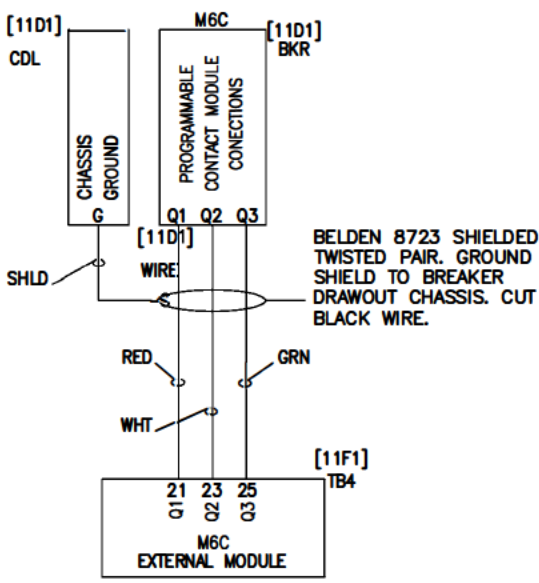 [11D1]
CDL
CHASSIS
GROUND
G
M6C
[11D1]
BKR
PROGRAMMABLE
CONTACT MODULE
CONECTIONS
Q1 Q2 Q3
[11D1]
WIRE
SHLD
BELDEN 8723 SHIELDED
TWISTED PAIR. GROUND
SHIELD TO BREAKER
DRAWOUT CHASSIS. CUT
BLACK WIRE.
RED
GRN
WHT
[11F1]
TB4
21 23 25
Q1 Q2 Q3
M6C
EXTERNAL MODULE